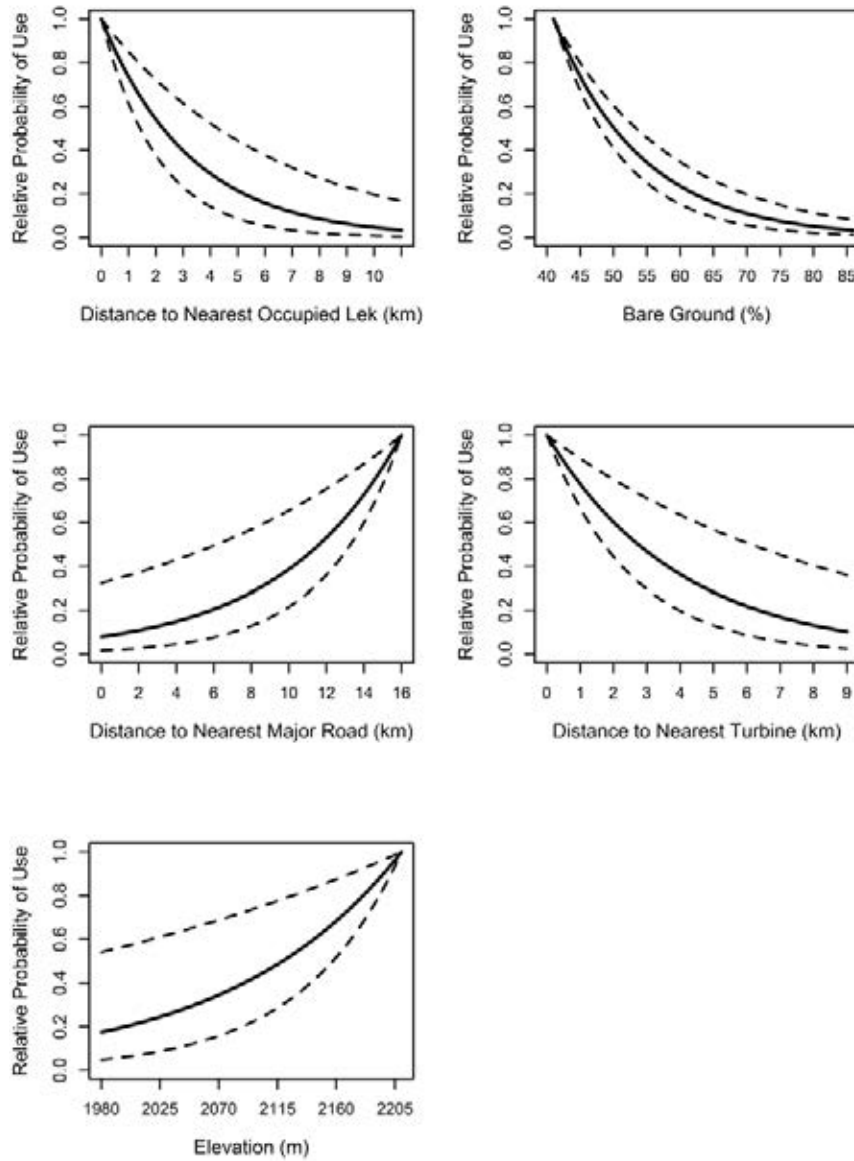 Relative Probability of Use
1.0
0.8
0.6
0.4
0.2
0.0
0 1 2 3 4 5 6 7 8 9 10
Distance to Nearest Occupied Lek (km)
Relative Probability of Use
1.0
0.8
0.6
0.4
0.2
0.0
40 45 50 55 60 65 70 75 80 85
Bare Ground (%)
Relative Probability of Use
1.0
0.8
0.6
0.4
0.2
0.0
0 2 4 6 8 10 12 14 16
Distance to Nearest Major Road (km)
Relative Probability of Use
1.0
0.8
0.6
0.4
0.2
0.0
0 1 2 3 4 5 6 7 8 9
Distance to Nearest Turbine (km)
Relative Probability of Use
1.0
0.8
0.6
0.4
0.2
0.0
1980 2025 2070 2115 2160 2205
Elevation (m)